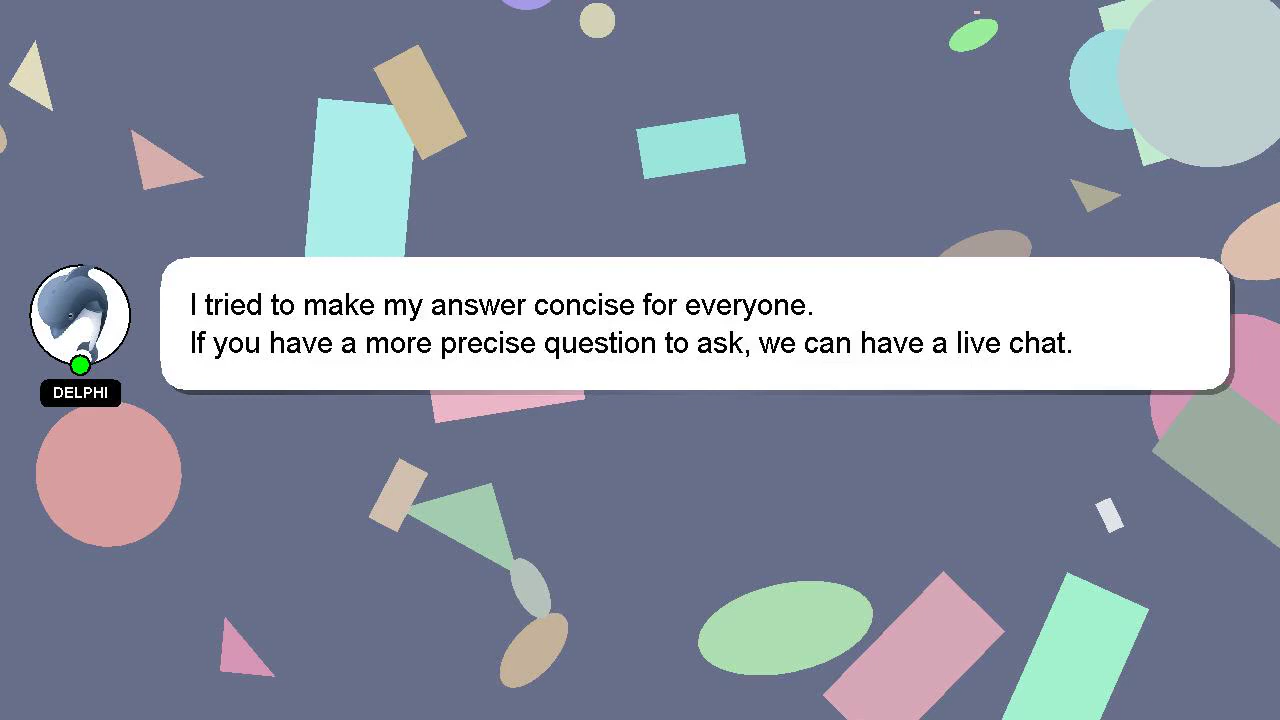 I tried to make my answer concise for everyone.
If you have a more precise question to ask, we can have a live chat.
DELPHI